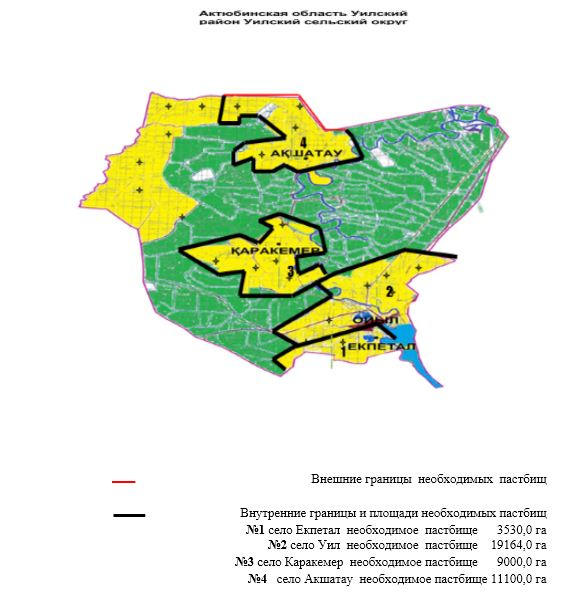 Актюбинская область Уилский
район Уилский сельский округ
4
АҚШАТАУ
ҚАРАКЕМЕР
3
2
ОЙЫЛ
ЕКПЕТАЛ
1
Внешние границы необходимых пастбищ
Внутренние границы и площади необходимых пастбищ
№1 село Екпетал необходимое пастбище 3530,0 га
№2 село Уил необходимое пастбище 19164,0 га
№3 село Каракемер необходимое пастбище 9000,0 га
№4 село Акшатау необходимое пастбище 11100,0 га